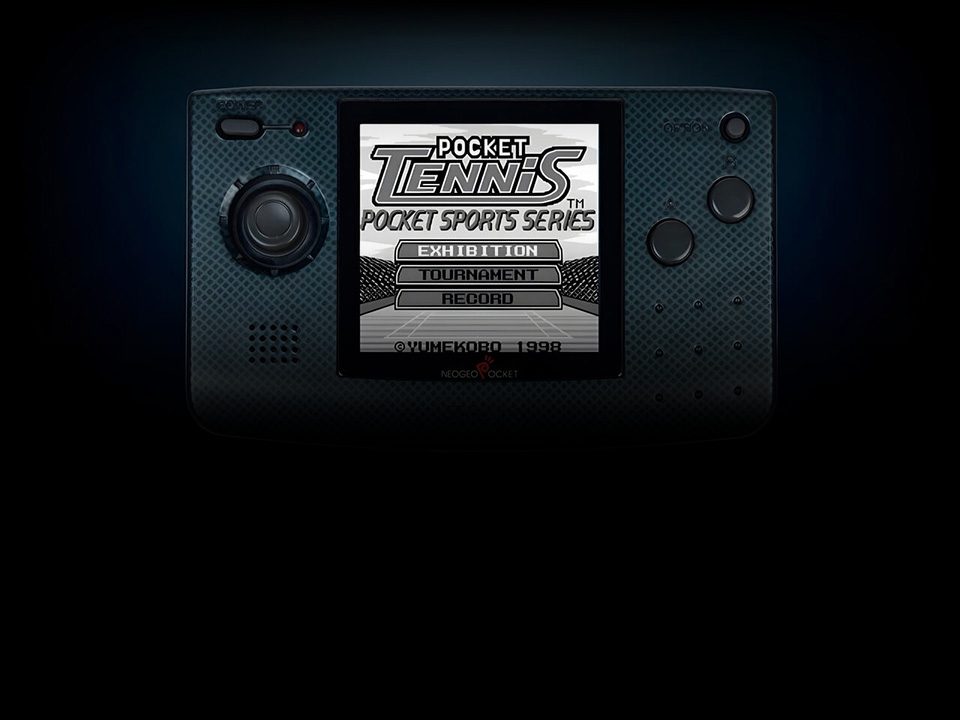 POWER
OPTION
B
A
POCKET
TENNiS
TM
POCKET SPORTS SERIES
EXHIBITION
TOURNAMENT
RECORD
©YUMEKOBO 1998
NEOGEO POCKET